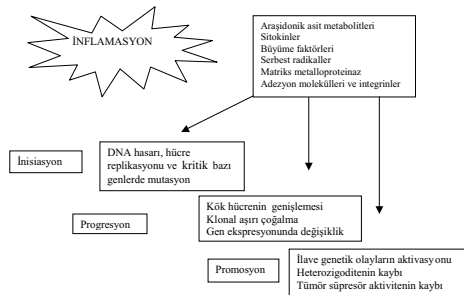 İNFLAMASYON
Araşidonik asit metabolitleri
Sitokinler
Büyüme faktörleri
Serbest radikaller
Matriks metalloproteinaz
Adezyon molekülleri ve integrinler
İnisiasyon
DNA hasarı, hücre
replikasyonu ve kritik bazı
genlerde mutasyon
Progresyon
Kök hücrenin genişlemesi
Klonal aşırı çoğalma
Gen ekspresyonunda değişiklik
Promosyon
İlave genetik olayların aktivasyonu
Heterozigoditenin kaybı
Tümör süpresör aktivitenin kaybı